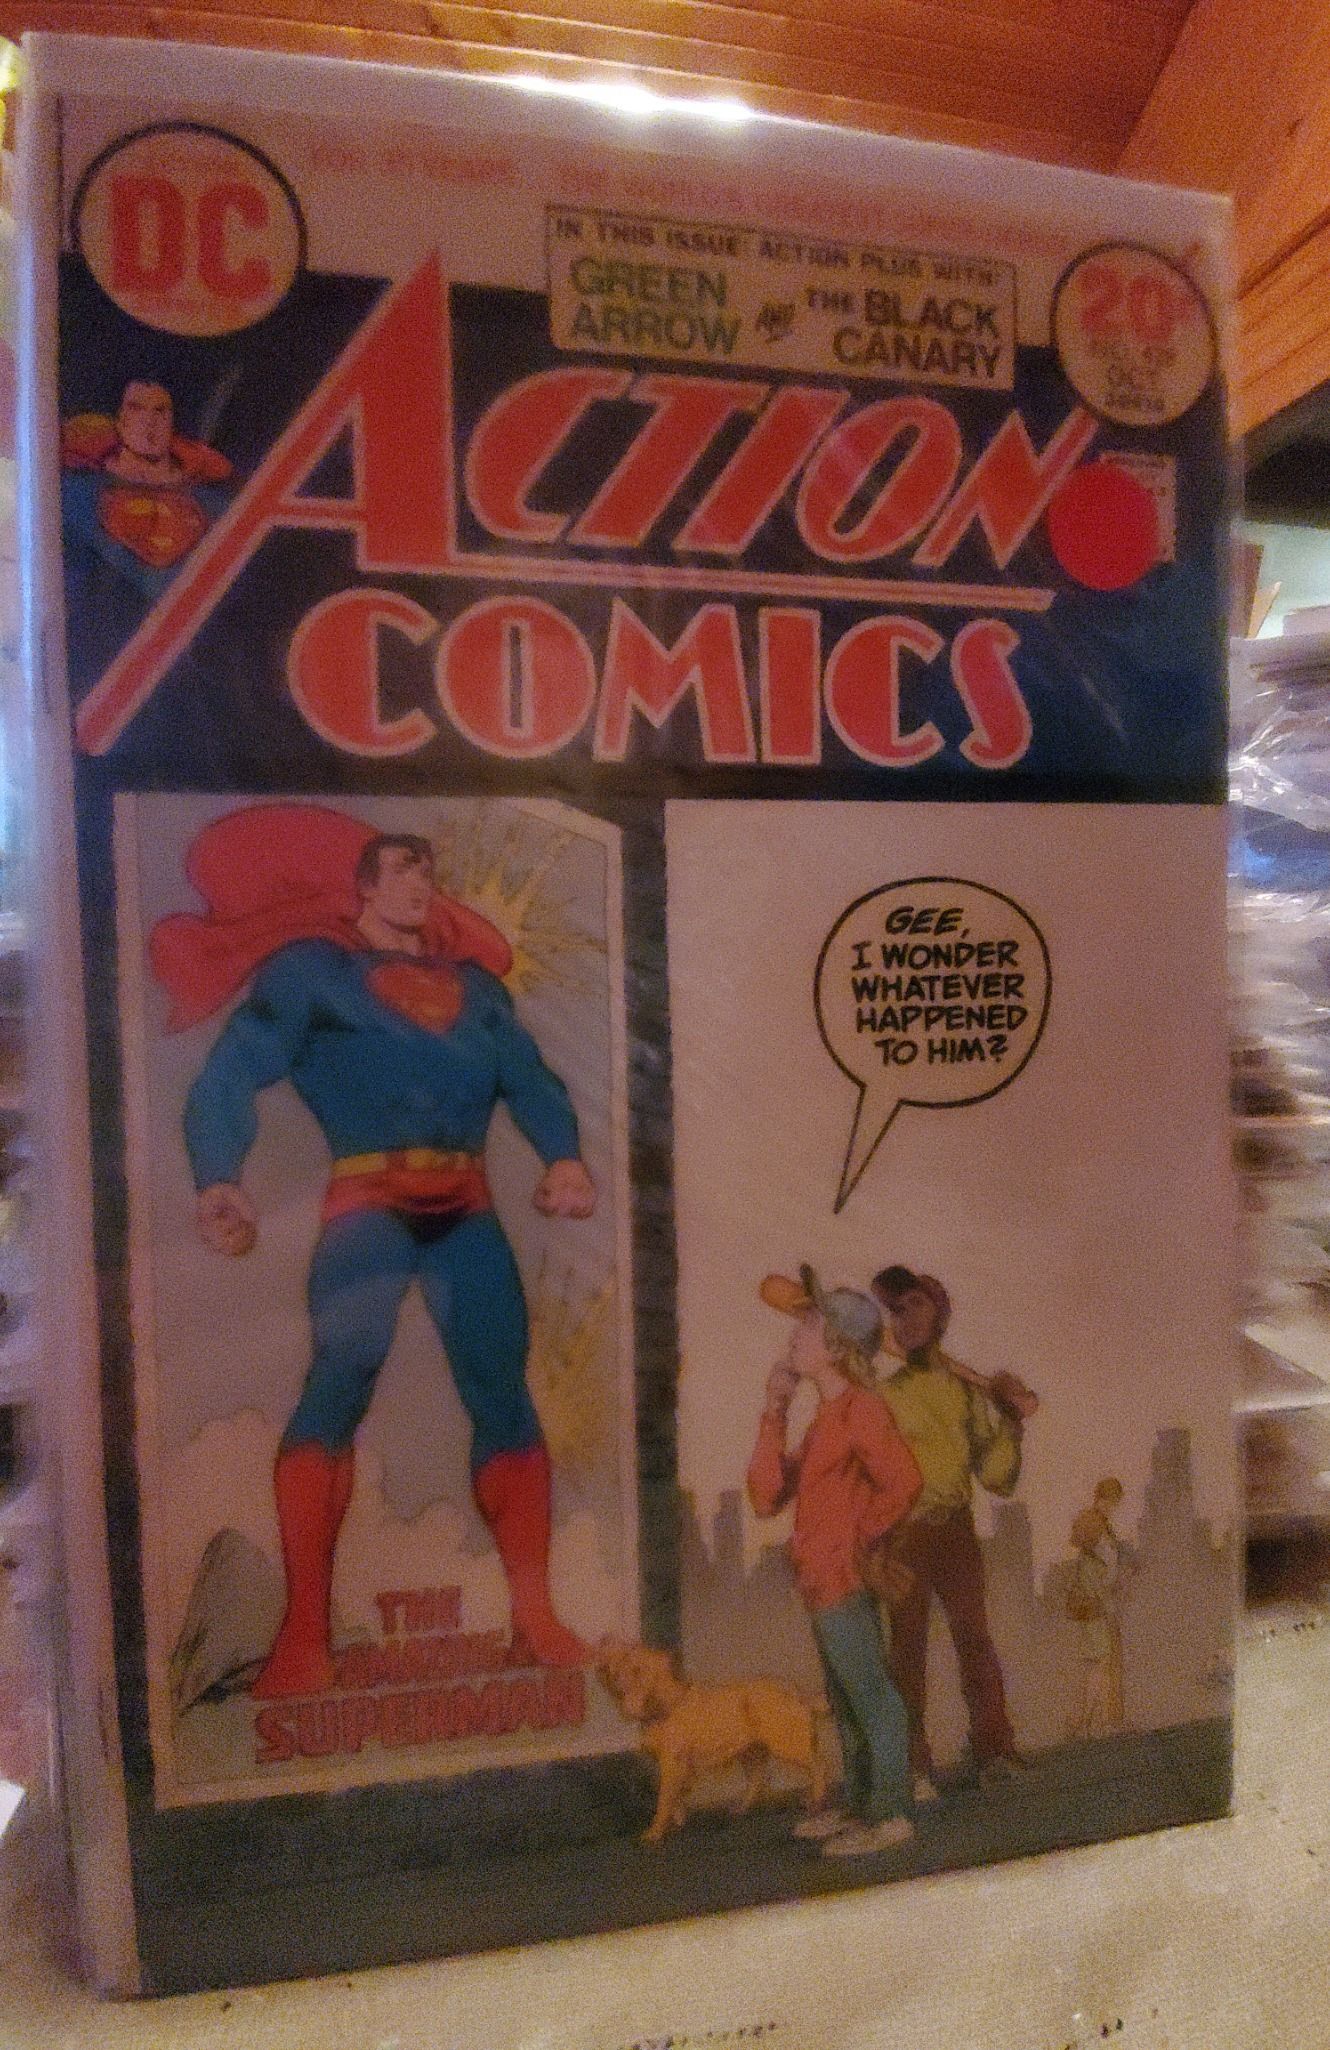 DC
IN THIS ISSUE: ACTION PLUS WITH:
GREEN
ARROW
AND
THE BLACK
CANARY
20¢
OCT
ACTION
COMICS
GEE,
I WONDER
WHATEVER
HAPPENED
TO HIM?
THE
SUPERMAN